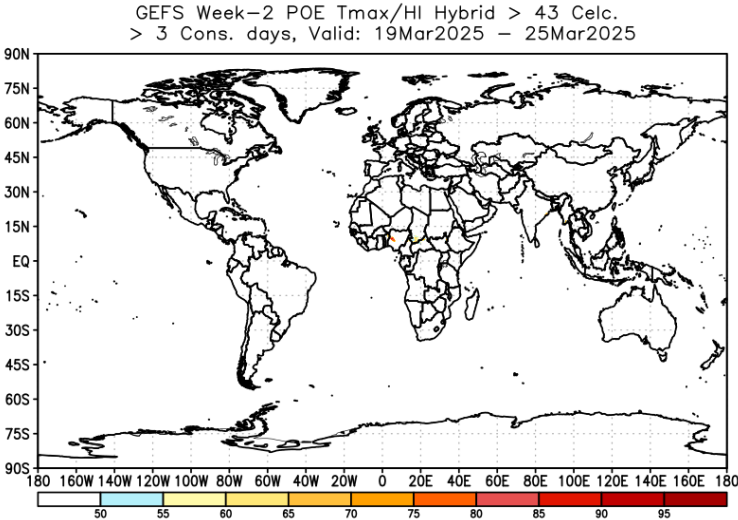 GEFS Week-2 POE Tmax/HI Hybrid > 43 Celc.
> 3 Cons. days, Valid: 19Mar2025 - 25Mar2025
90N
75N
60N
45N
30N
15N
EQ
15S
30S
45S
60S
75S
90S
180 160W 140W 120W 100W 80W 60W 40W 20W 0 20E 40E 60E 80E 100E 120E 140E 160E 180
50 55 60 65 70 75 80 85 90 95